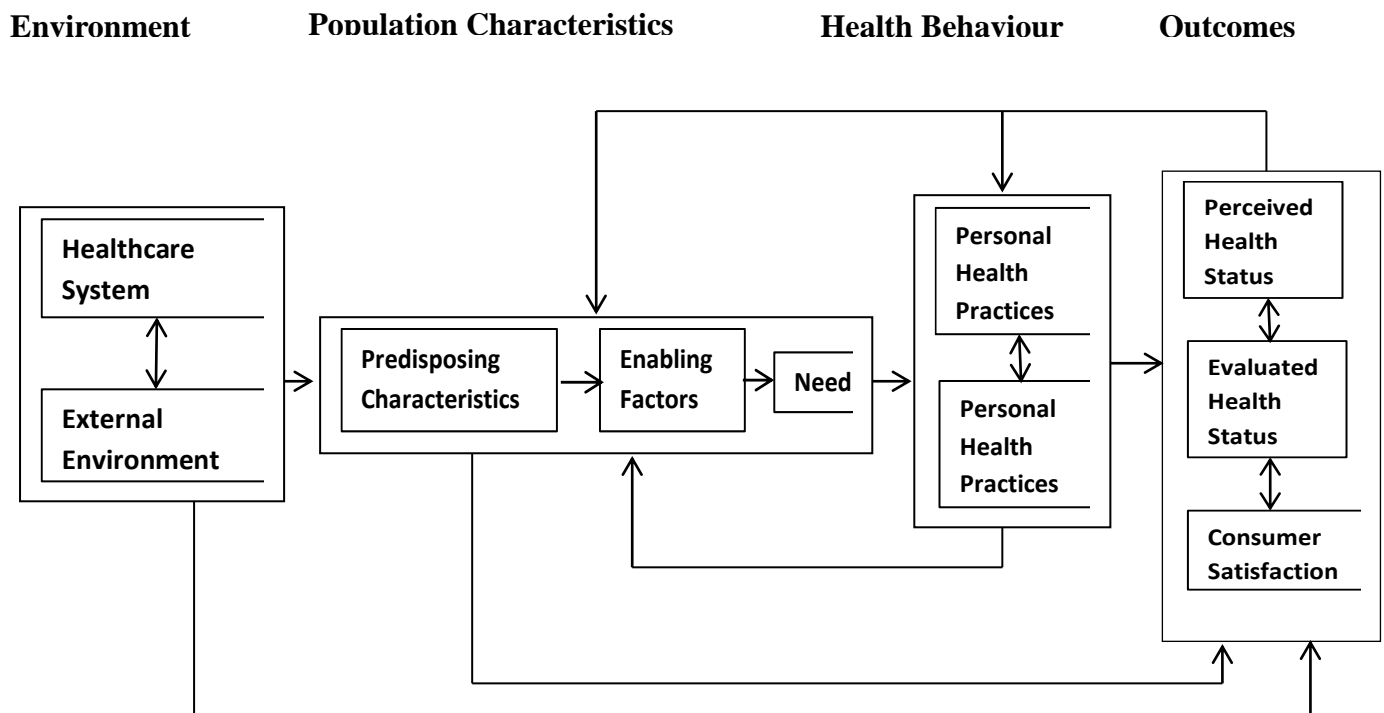 Environment Population Characteristics Health Behaviour Outcomes
Healthcare
System
External
Environment
Predisposing
Characteristics
Enabling
Factors
Need
Personal
Health
Practices
Personal
Health
Practices
Perceived
Health
Status
Evaluated
Health
Status
Consumer
Satisfaction